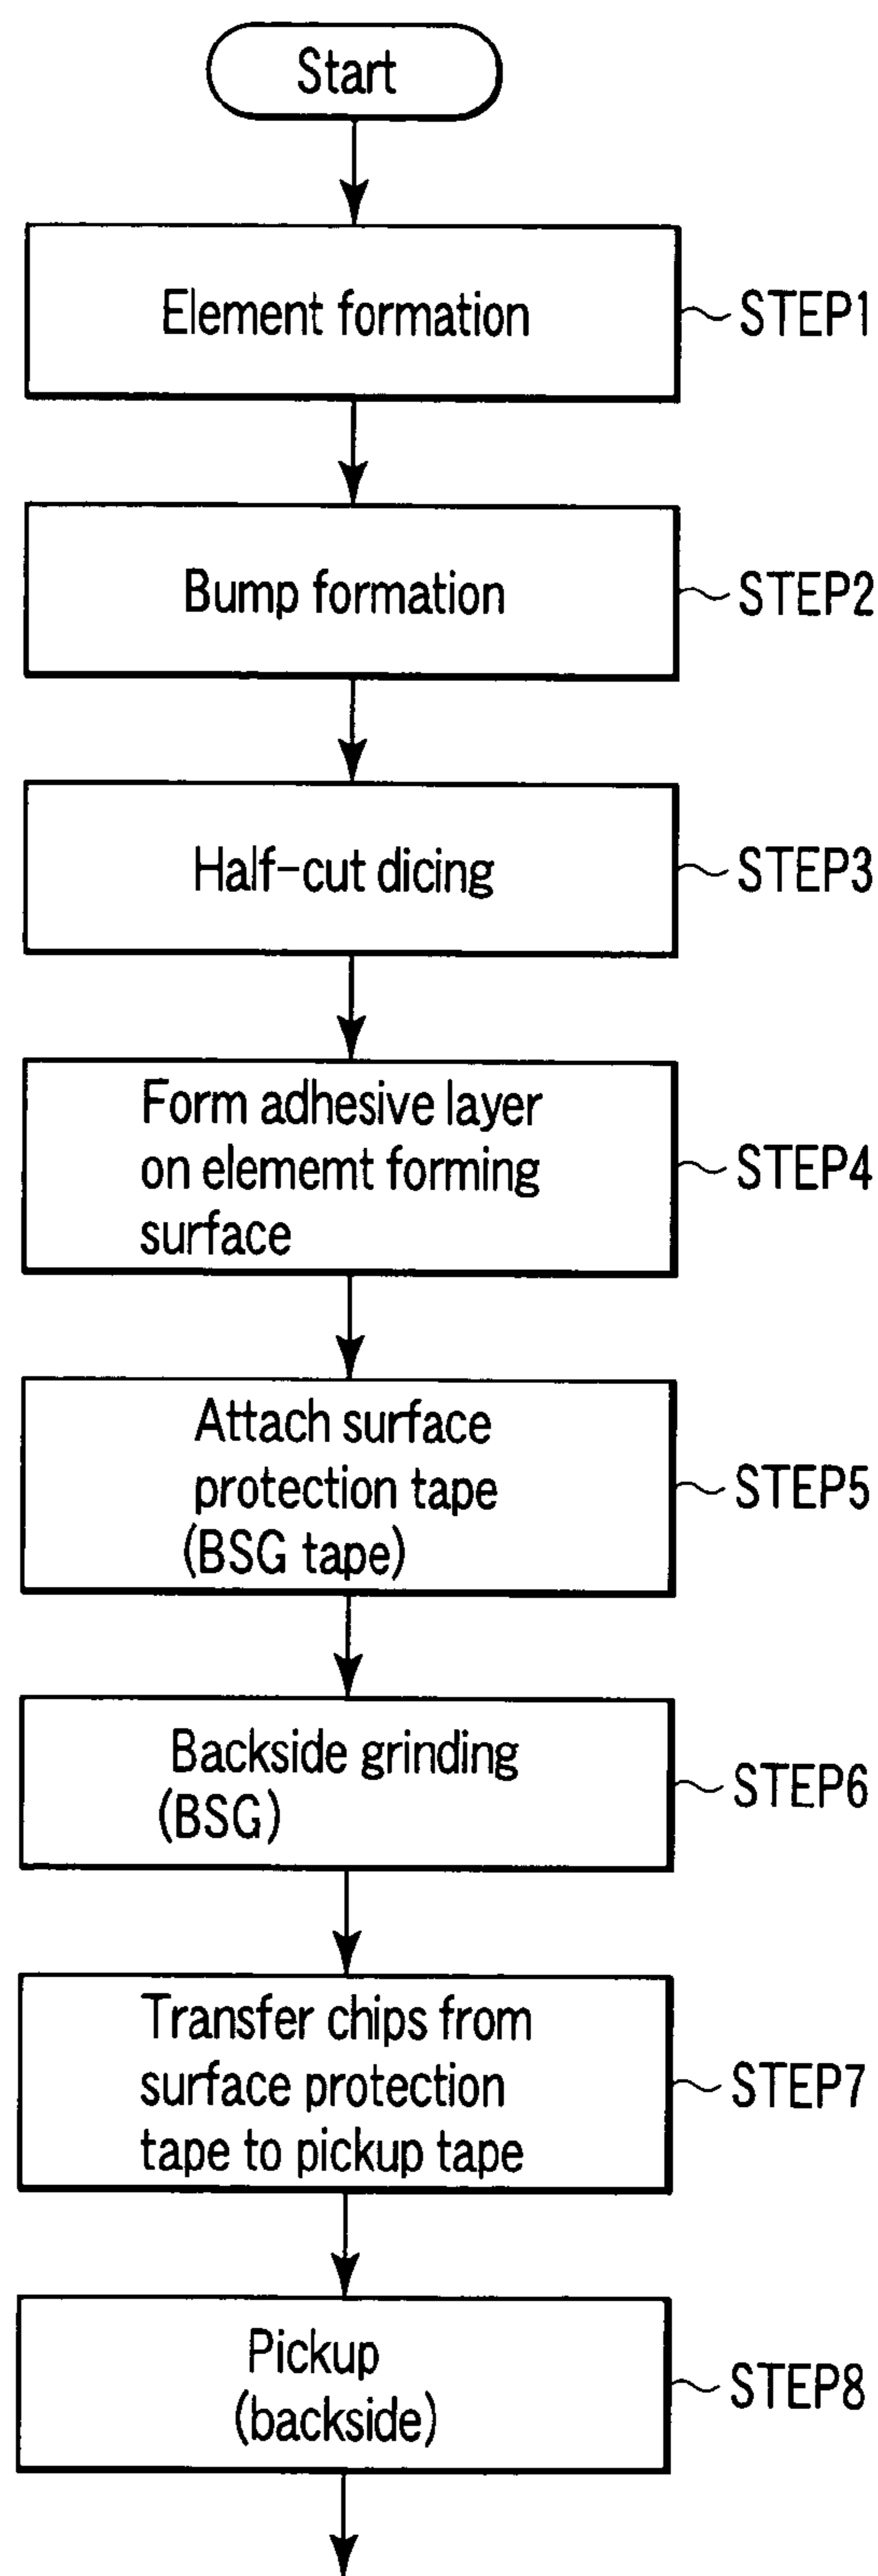 Start
Element formation
STEP1
Bump formation
STEP2
Half-cut dicing
STEP3
Form adhesive layer
on elememt forming
surface
STEP4
Attach surface
protection tape
(BSG tape)
STEP5
Backside grinding
(BSG)
STEP6
Transfer chips from
surface protection
tape to pickup tape
STEP7
Pickup
(backside)
STEP8